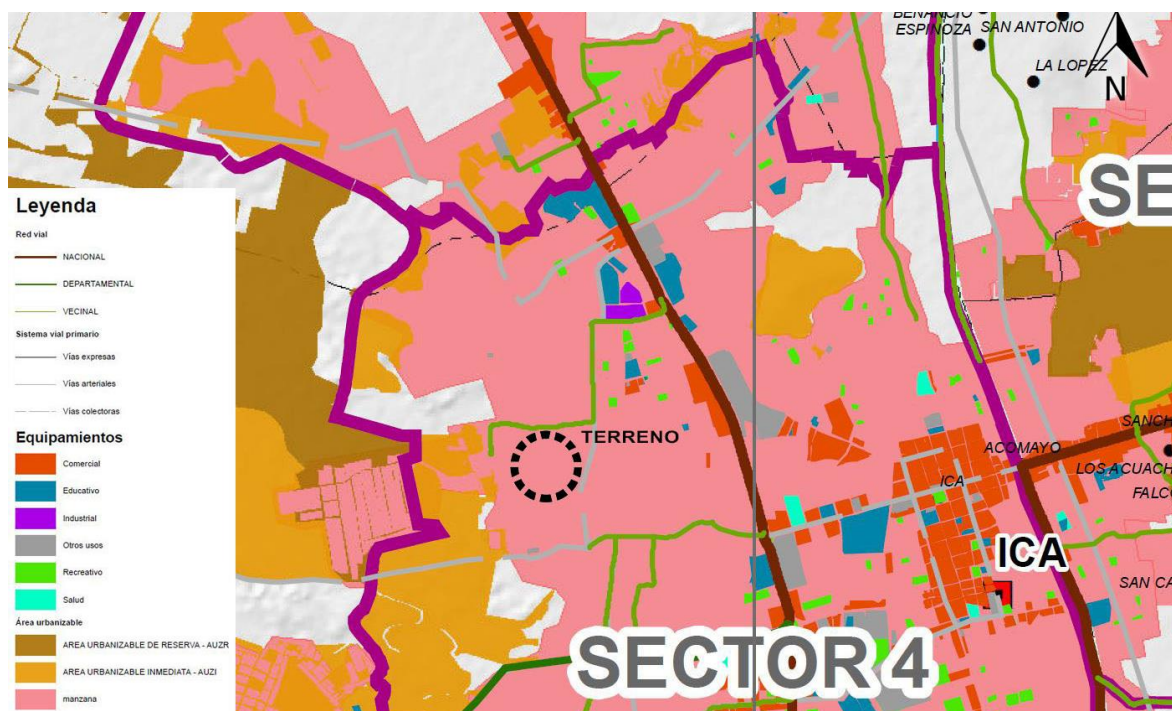 BENANCIO
ESPINOZA
SAN ANTONIO
LA LOPEZ
N
SE
Leyenda
Red vial
NACIONAL
DEPARTAMENTAL
VECINAL
Sistema vial primario
Vías expresas
Vías arteriales
Vías colectoras
Equipamientos
Comercial
Educativo
Industrial
Otros usos
Recreativo
Salud
Área urbanizable
AREA URBANIZABLE DE RESERVA - AUZR
AREA URBANIZABLE INMEDIATA - AUZI
manzana
TERRENO
SANCH
ACOMAYO
ICA
LOS ACUACH
FALCO
ICA
SAN CA
SECTOR 4